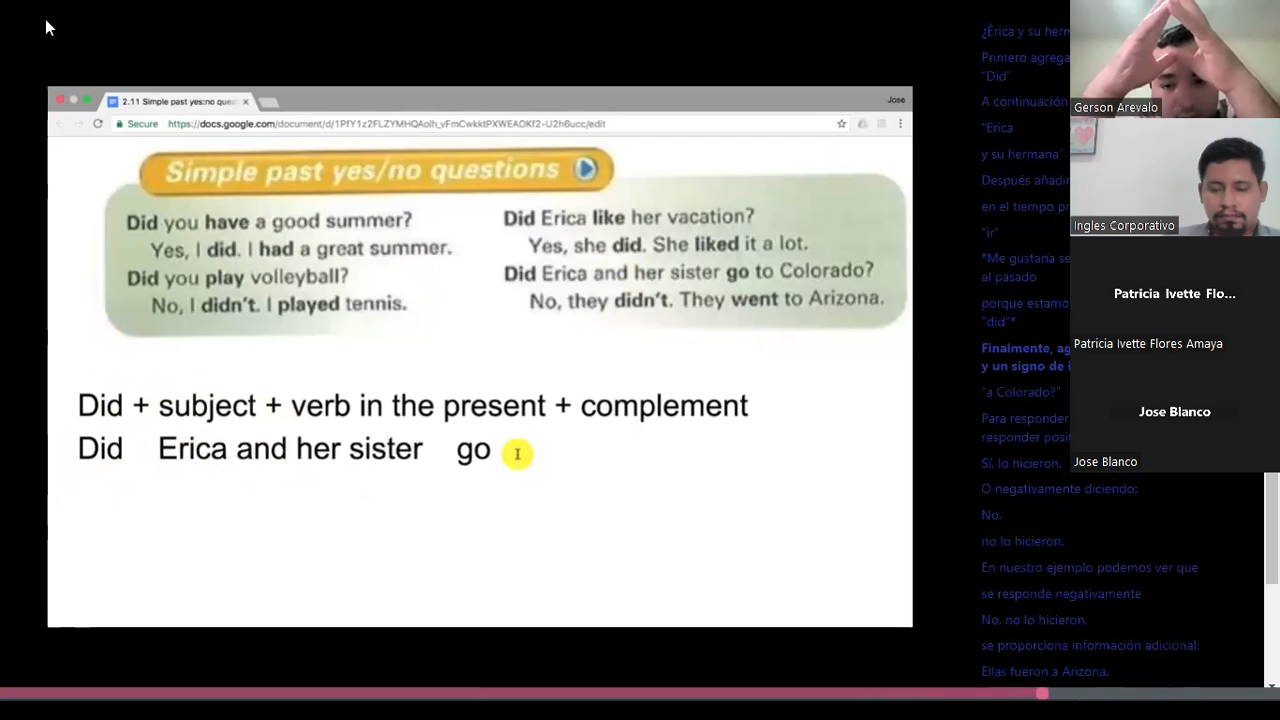 2.11 Simple past yes:no que
Jose
Secure
https://docs.google.com/document/d/1PfY1z2FLZYMHQAolh_vFmCwkktPXWEAOKf2-U2h6ucc/edit
Simple past yes/no questions
Did you have a good summer?
Yes, I did. I had a great summer.
Did you play volleyball?
No, I didn't. I played tennis.
Did Erica like her vacation?
Yes, she did. She liked it a lot.
Did Erica and her sister go to Colorado?
No, they didn't. They went to Arizona.
Did + subject + verb in the present + complement
Did Erica and her sister go
¿Érica y su
Primero
"Did"
A continuación
"Erica
y su hermana"
Después
en el tiempo
"ir"
*Me gustaría
al pasado
porque
"did"*
Finalmente,
y un signo de
"a Colorado?"
Para responder
responder
Sí, lo hicieron.
O negativamente diciendo:
No,
no lo hicieron.
En nuestro ejemplo podemos ver que
se responde negativamente
No, no lo hicieron.
se proporciona información adicional:
Ellas fueron a Arizona.
Gerson Arevalo
Ingles Corporativo
Patricia Ivette Flo...
Patricia Ivette Flores Amaya
Jose Blanco
Jose Blanco